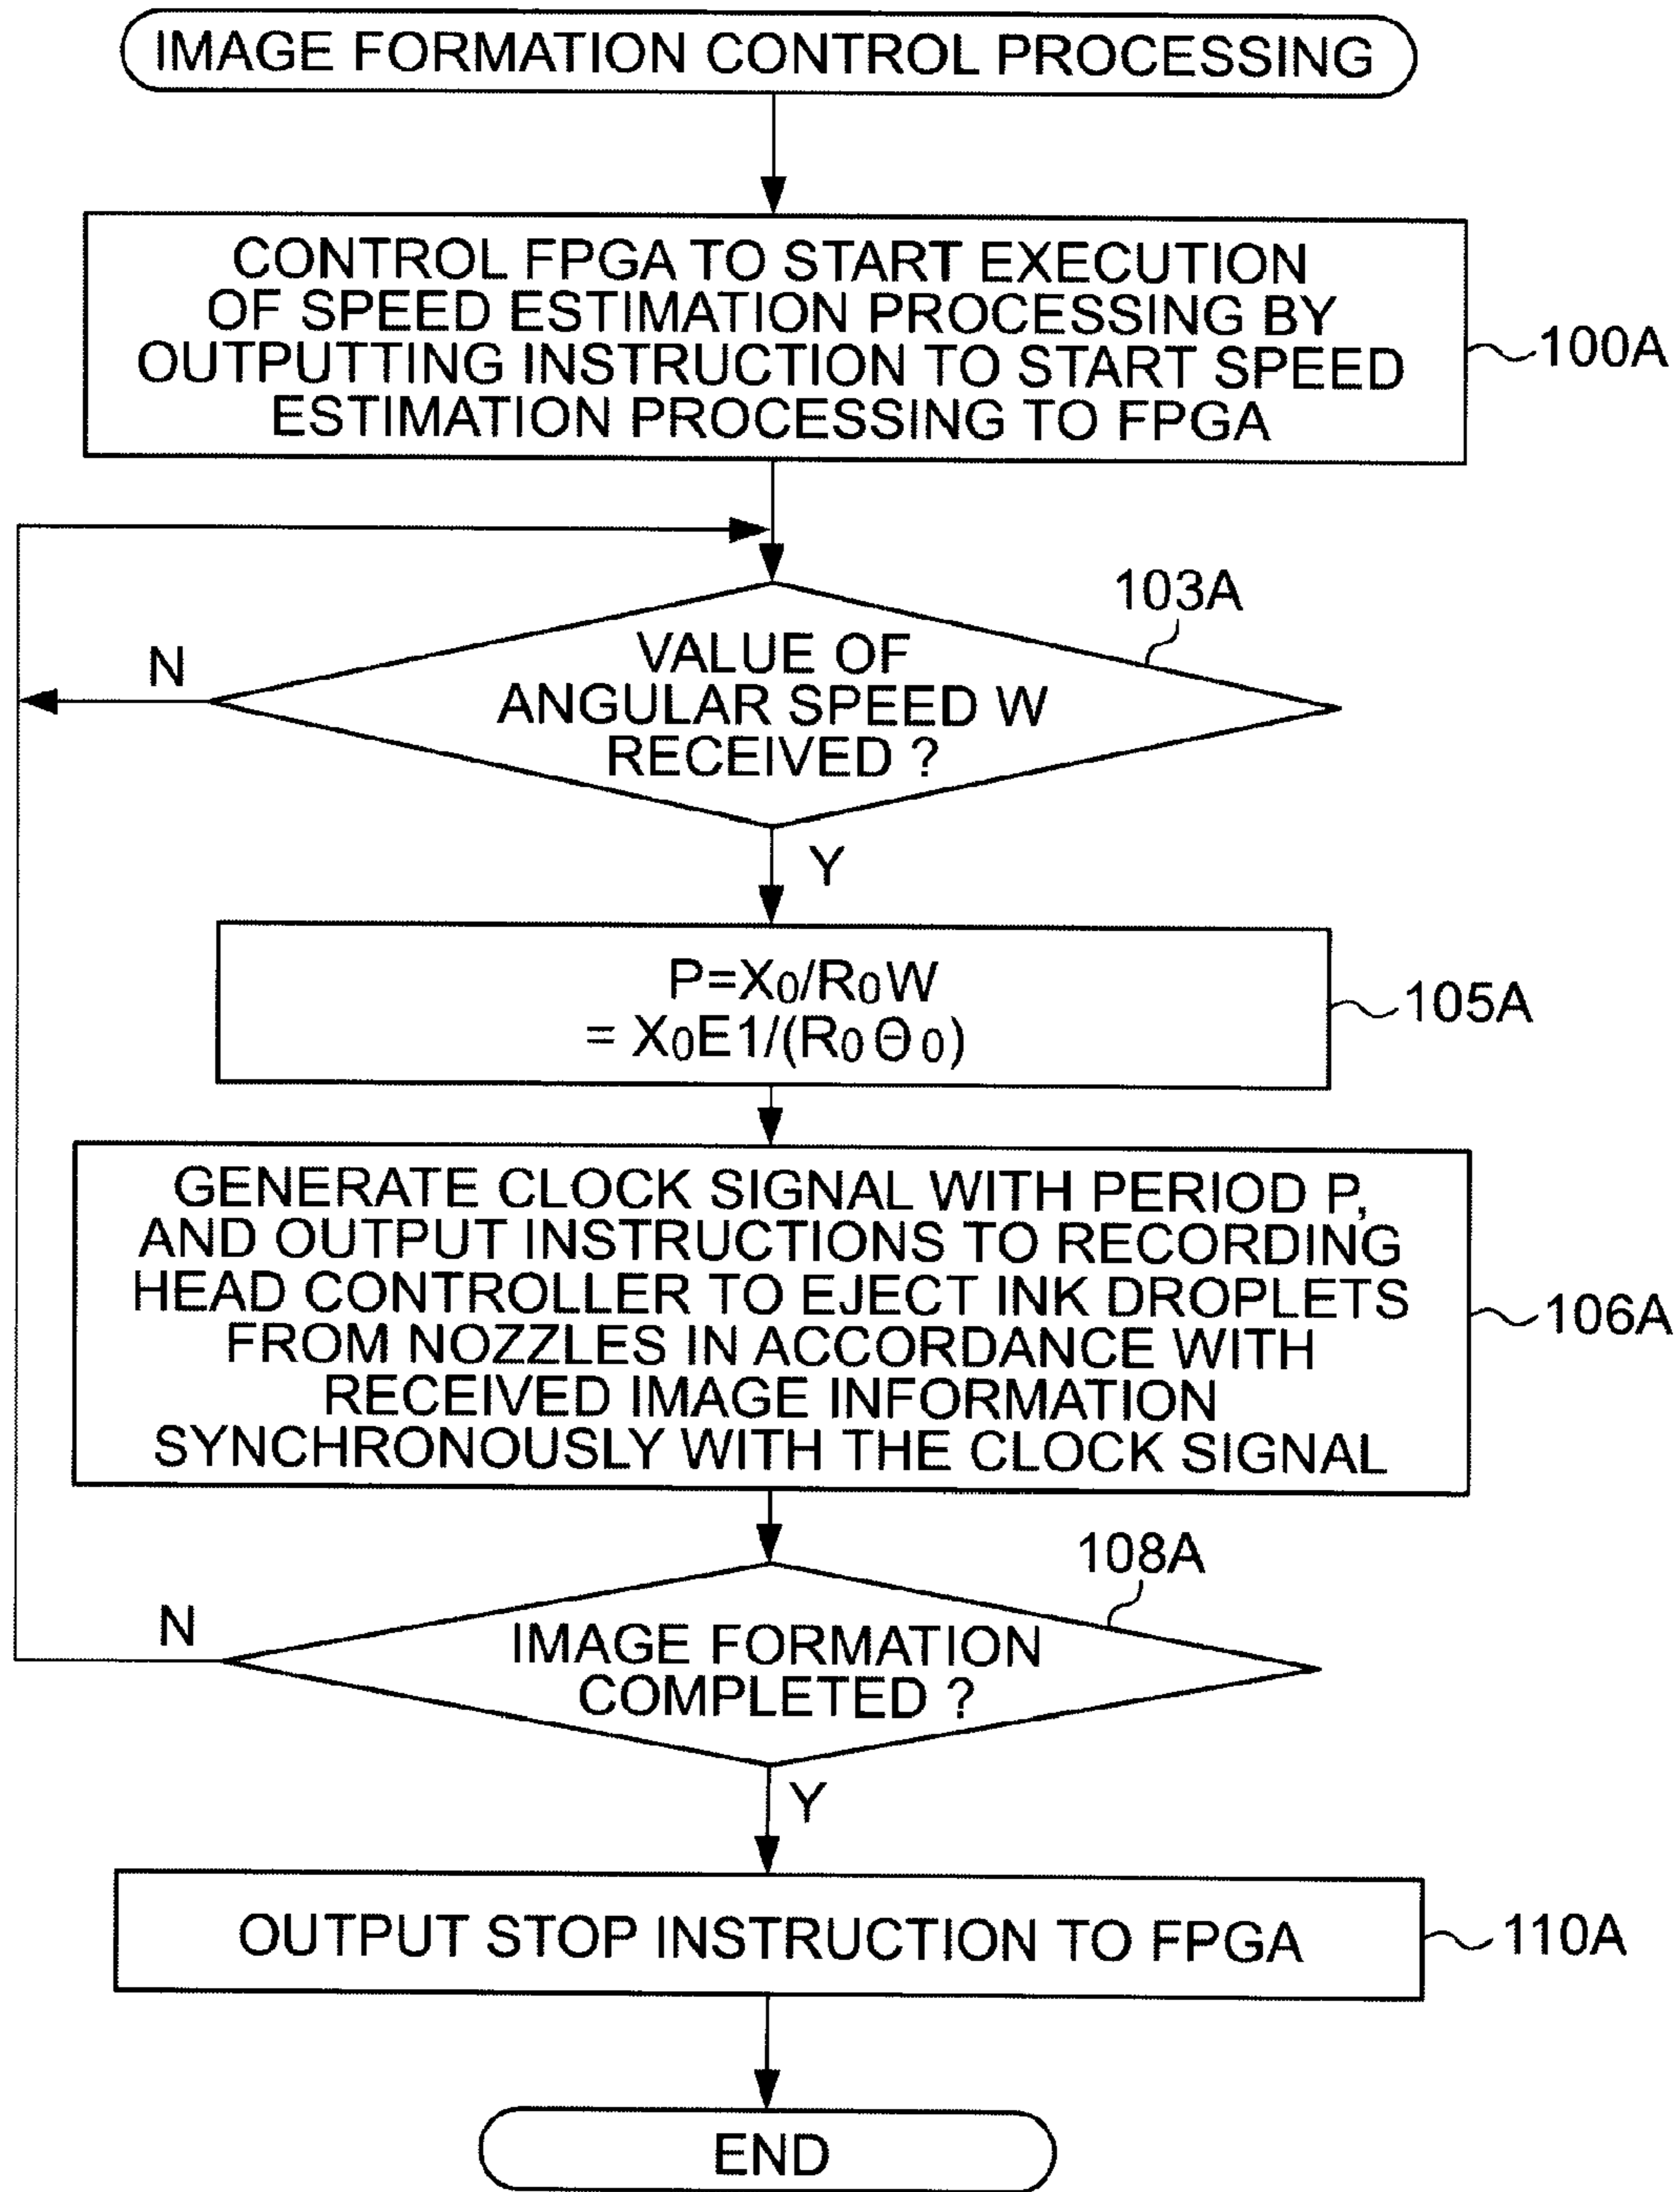 IMAGE FORMATION CONTROL PROCESSING
CONTROL FPGA TO START EXECUTION
OF SPEED ESTIMATION PROCESSING BY
OUTPUTTING INSTRUCTION TO START SPEED
ESTIMATION PROCESSING TO FPGA
100A
103A
N
VALUE OF
ANGULAR SPEED W
RECEIVED ?
Y
P=X₀/R₀W
= X₀E1/(R₀Θ₀)
105A
GENERATE CLOCK SIGNAL WITH PERIOD P,
AND OUTPUT INSTRUCTIONS TO RECORDING
HEAD CONTROLLER TO EJECT INK DROPLETS
FROM NOZZLES IN ACCORDANCE WITH
RECEIVED IMAGE INFORMATION
SYNCHRONOUSLY WITH THE CLOCK SIGNAL
106A
108A
N
IMAGE FORMATION
COMPLETED ?
Y
OUTPUT STOP INSTRUCTION TO FPGA
110A
END